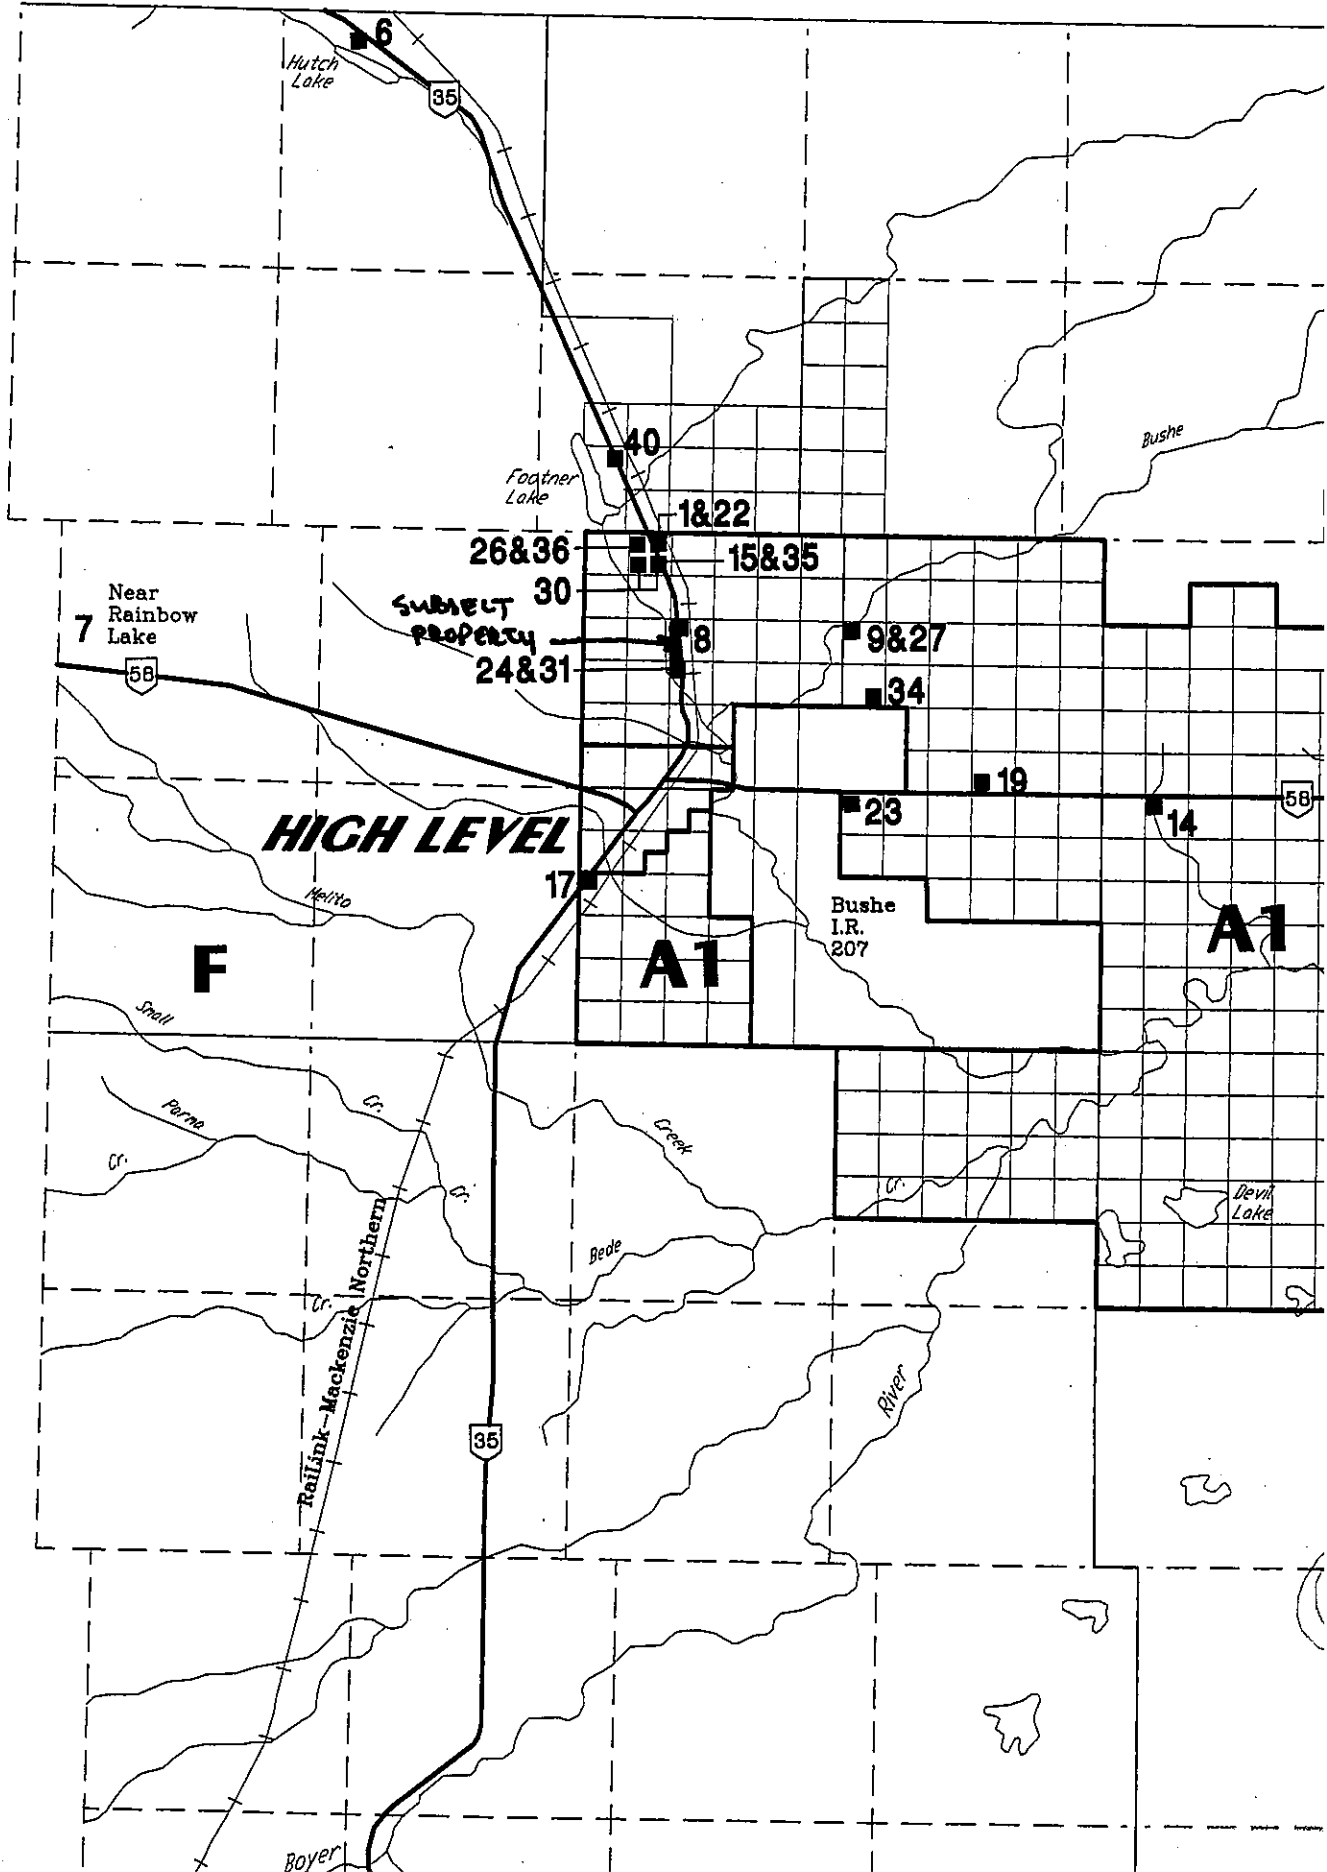 6
Hutch
Lake
35
40
Footner
Lake
Bushe
1&22
26&36
15&35
30
Near
Rainbow
Lake
7
SUBJECT
PROPERTY
8
9&27
24&31
58
34
19
58
23
14
HIGH LEVEL
17
Melito
Bushe
I.R.
207
A1
F
A1
Small
Cr.
Parma
Cr.
Creek
Cr.
Cr.
Devil
Lake
Bede
Cr.
RaiLink-Mackenzie Northern
River
35
Boyer